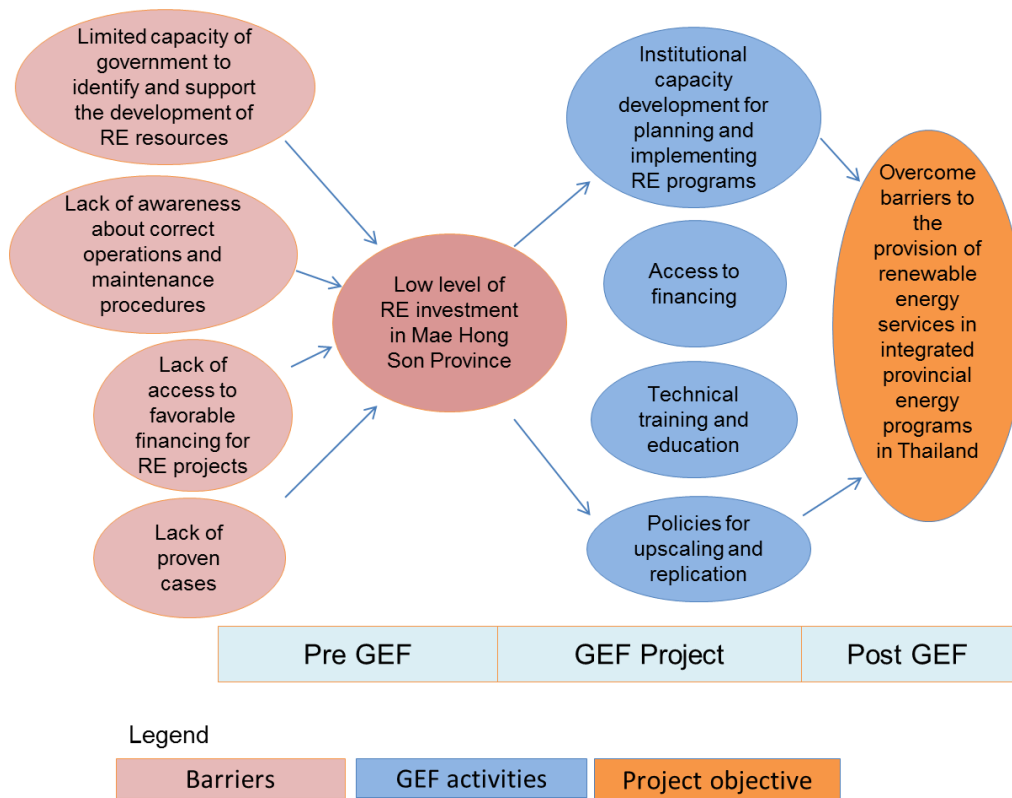 Limited capacity of
government to
identify and support
the development of
RE resources
Lack of awareness
about correct
operations and
maintenance
procedures
Lack of
access to
favorable
financing for
RE projects
Lack of
proven
cases
Low level of
RE investment
in Mae Hong
Son Province
Institutional
capacity
development for
planning and
implementing
RE programs
Access to
financing
Technical
training and
education
Policies for
upscaling and
replication
Overcome
barriers to
the
provision of
renewable
energy
services in
integrated
provincial
energy
programs
in Thailand
Pre GEF
GEF Project
Post GEF
Legend
Barriers
GEF activities
Project objective